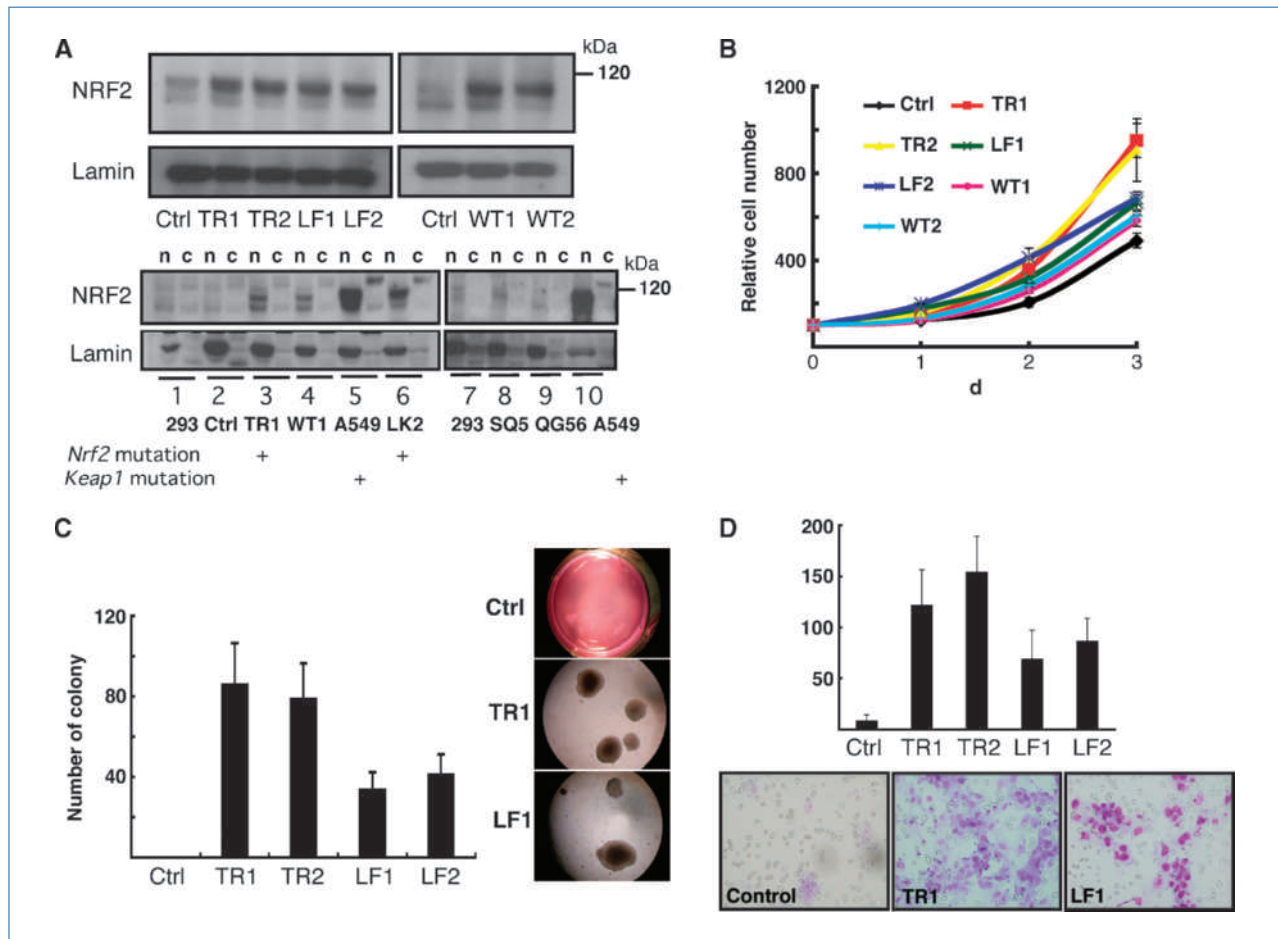 A
kDa
NRF2
120
Lamin
Ctrl TR1 TR2 LF1 LF2
Ctrl WT1 WT2
n c n c n c n c n c n c
n c n c n c n c
kDa
NRF2
120
Lamin
1 2 3 4 5 6
7 8 9 10
293 Ctrl TR1 WT1 A549 LK2
293 SQ5 QG56 A549
Nrf2 mutation + +
Keap1 mutation + +
B
Relative cell number
1200
1000
800
400
0 1 2 3
d
Ctrl TR1
TR2 LF1
LF2 WT1
WT2
C
Number of colony
120
80
40
Ctrl TR1 TR2 LF1 LF2
Ctrl
TR1
LF1
D
200
150
100
50
Ctrl TR1 TR2 LF1 LF2
Control
TR1
LF1